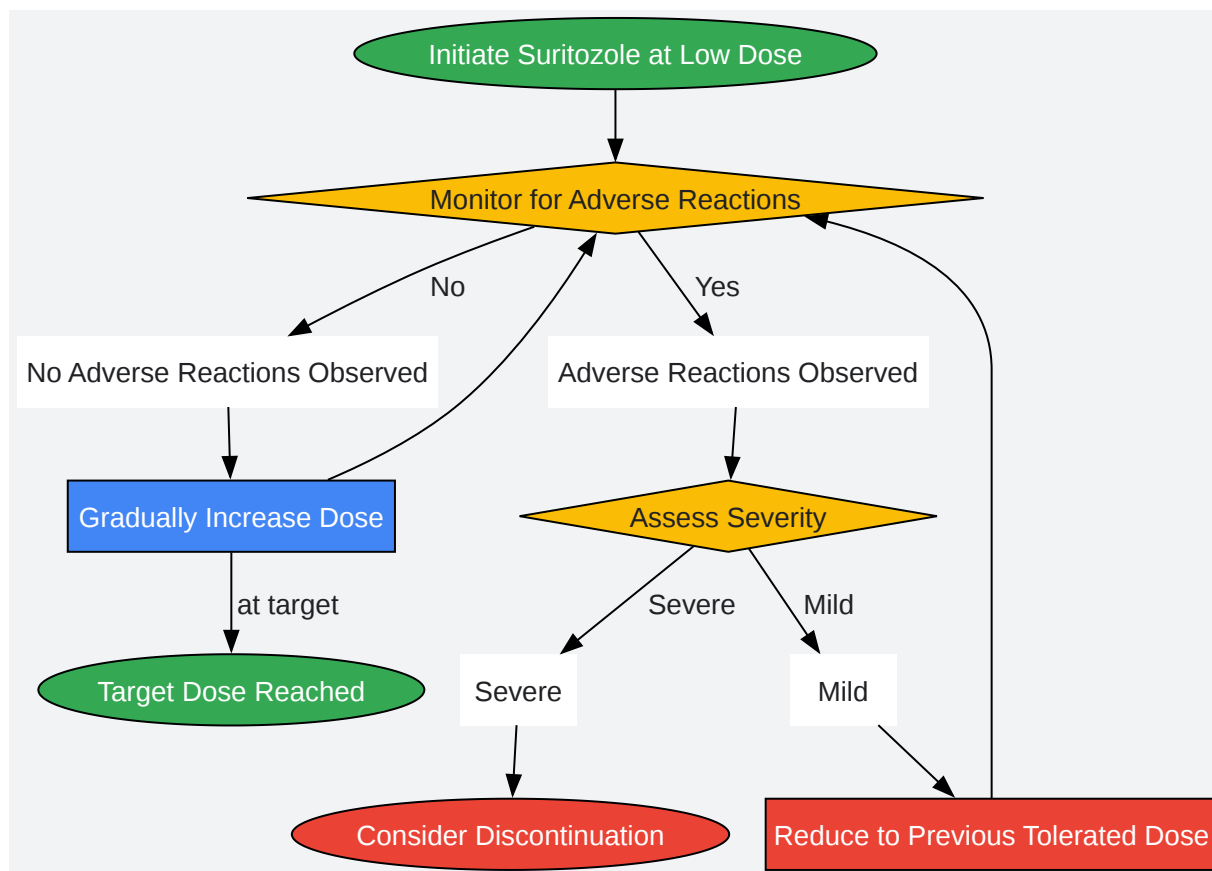 Initiate Suritozole at Low Dose
Monitor for Adverse Reactions
No
Yes
No Adverse Reactions Observed
Adverse Reactions Observed
Gradually Increase Dose
Assess Severity
at target
Severe
Mild
Target Dose Reached
Severe
Mild
Consider Discontinuation
Reduce to Previous Tolerated Dose